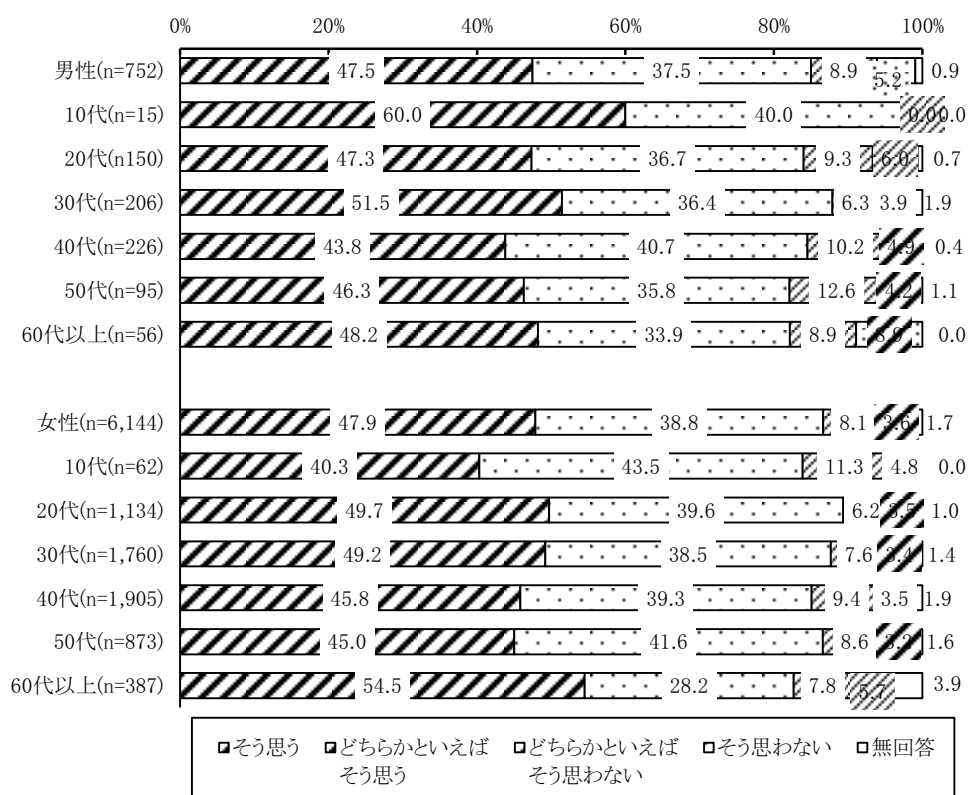 0% 20% 40% 60% 80% 100%
男性(n=752) 47.5 37.5 8.9 5.2 0.9
10代(n=15) 60.0 40.0 0.0 0.0
20代(n150) 47.3 36.7 9.3 6.0 0.7
30代(n=206) 51.5 36.4 6.3 3.9 1.9
40代(n=226) 43.8 40.7 10.2 4.9 0.4
50代(n=95) 46.3 35.8 12.6 4.2 1.1
60代以上(n=56) 48.2 33.9 8.9 8.9 0.0
女性(n=6,144) 47.9 38.8 8.1 3.6 1.7
10代(n=62) 40.3 43.5 11.3 4.8 0.0
20代(n=1,134) 49.7 39.6 6.2 3.5 1.0
30代(n=1,760) 49.2 38.5 7.6 3.4 1.4
40代(n=1,905) 45.8 39.3 9.4 3.5 1.9
50代(n=873) 45.0 41.6 8.6 3.2 1.6
60代以上(n=387) 54.5 28.2 7.8 5.7 3.9
そう思う どちらかといえば どちらかといえば そう思わない 無回答
そう思う そう思わない